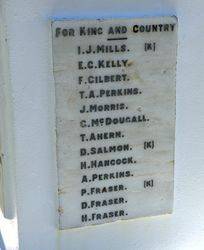 For King and Country
I.J. Mills. [K]
E.C. Kelly.
F. Gilbert.
T.A. Perkins.
J. Morris.
C. McDougall.
T. Ahern.
D. Salmon. [K]
H. Hancock.
A. Perkins.
P. Fraser. [K]
D. Fraser.
H. Fraser.